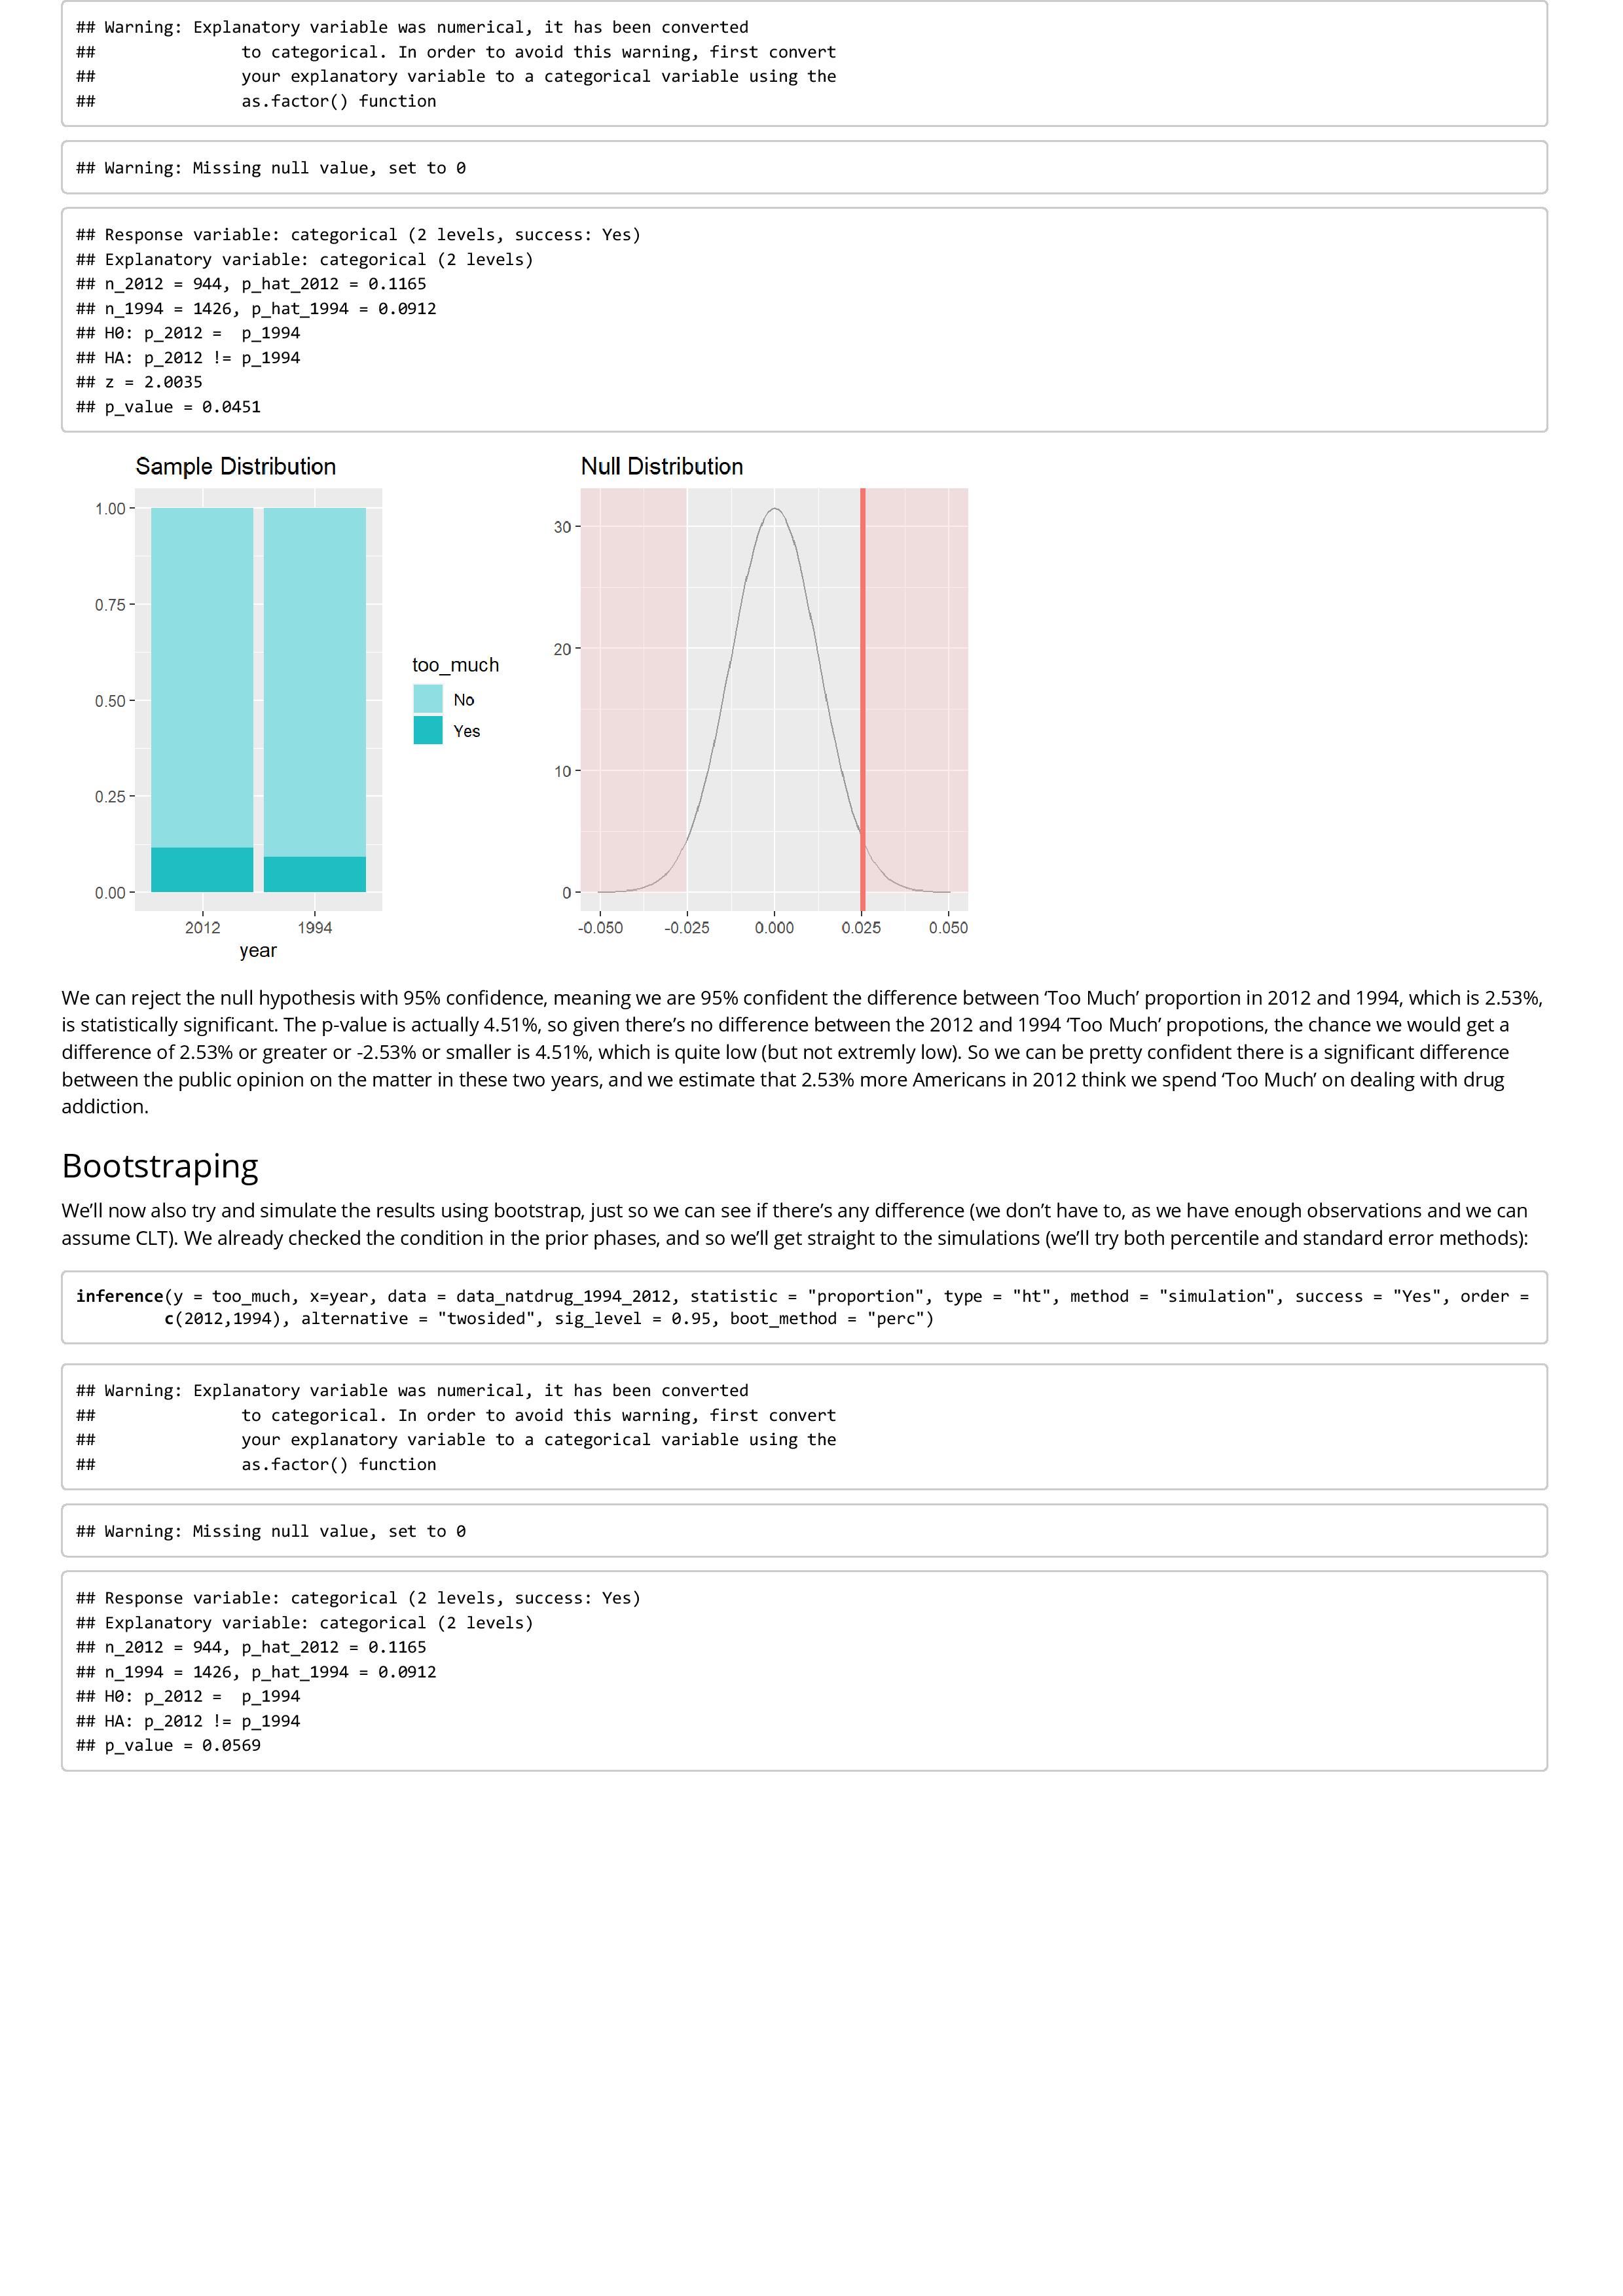 ## Warning: Explanatory variable was numerical, it has been converted
##               to categorical. In order to avoid this warning, first convert
##               your explanatory variable to a categorical variable using the
##               as.factor() function
## Warning: Missing null value, set to 0
## Response variable: categorical (2 levels, success: Yes)
## Explanatory variable: categorical (2 levels)
## n_2012 = 944, p_hat_2012 = 0.1165
## n_1994 = 1426, p_hat_1994 = 0.0912
## H0: p_2012 =  p_1994
## HA: p_2012 != p_1994
## z = 2.0035
## p_value = 0.0451
Sample Distribution
1.00
0.75
0.50
0.25
0.00
2012 1994
year
too_much
No
Yes
Null Distribution
30
20
10
0
-0.050 -0.025 0.000 0.025 0.050
We can reject the null hypothesis with 95% confidence, meaning we are 95% confident the difference between ‘Too Much’ proportion in 2012 and 1994, which is 2.53%,
is statistically significant. The p-value is actually 4.51%, so given there’s no difference between the 2012 and 1994 ‘Too Much’ propotions, the chance we would get a
difference of 2.53% or greater or -2.53% or smaller is 4.51%, which is quite low (but not extremly low). So we can be pretty confident there is a significant difference
between the public opinion on the matter in these two years, and we estimate that 2.53% more Americans in 2012 think we spend ‘Too Much’ on dealing with drug
addiction.
Bootstraping
We’ll now also try and simulate the results using bootstrap, just so we can see if there’s any difference (we don’t have to, as we have enough observations and we can
assume CLT). We already checked the condition in the prior phases, and so we’ll get straight to the simulations (we’ll try both percentile and standard error methods):
inference(y = too_much, x=year, data = data_natdrug_1994_2012, statistic = "proportion", type = "ht", method = "simulation", success = "Yes", order =
c(2012,1994), alternative = "twosided", sig_level = 0.95, boot_method = "perc")
## Warning: Explanatory variable was numerical, it has been converted
##               to categorical. In order to avoid this warning, first convert
##               your explanatory variable to a categorical variable using the
##               as.factor() function
## Warning: Missing null value, set to 0
## Response variable: categorical (2 levels, success: Yes)
## Explanatory variable: categorical (2 levels)
## n_2012 = 944, p_hat_2012 = 0.1165
## n_1994 = 1426, p_hat_1994 = 0.0912
## H0: p_2012 =  p_1994
## HA: p_2012 != p_1994
## p_value = 0.0569